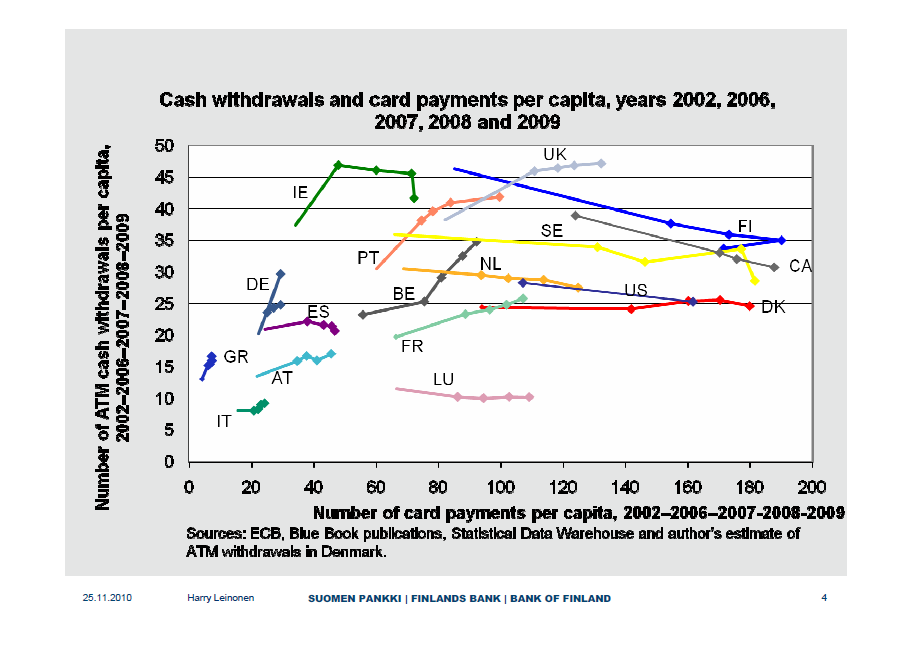 Cash withdrawals and card payments per capita, years 2002, 2006,
2007, 2008 and 2009
Number of ATM cash withdrawals per capita,
2002–2006–2007–2008–2009
50
45
40
35
30
25
20
15
10
5
0
UK
IE
FI
SE
PT
NL
CA
DE
BE
US
ES
DK
FR
GR
AT
LU
IT
0 20 40 60 80 100 120 140 160 180 200
Number of card payments per capita, 2002–2006–2007-2008-2009
Sources: ECB, Blue Book publications, Statistical Data Warehouse and author's estimate of
ATM withdrawals in Denmark.
25.11.2010 Harry Leinonen SUOMEN PANKKI | FINLANDS BANK | BANK OF FINLAND 4